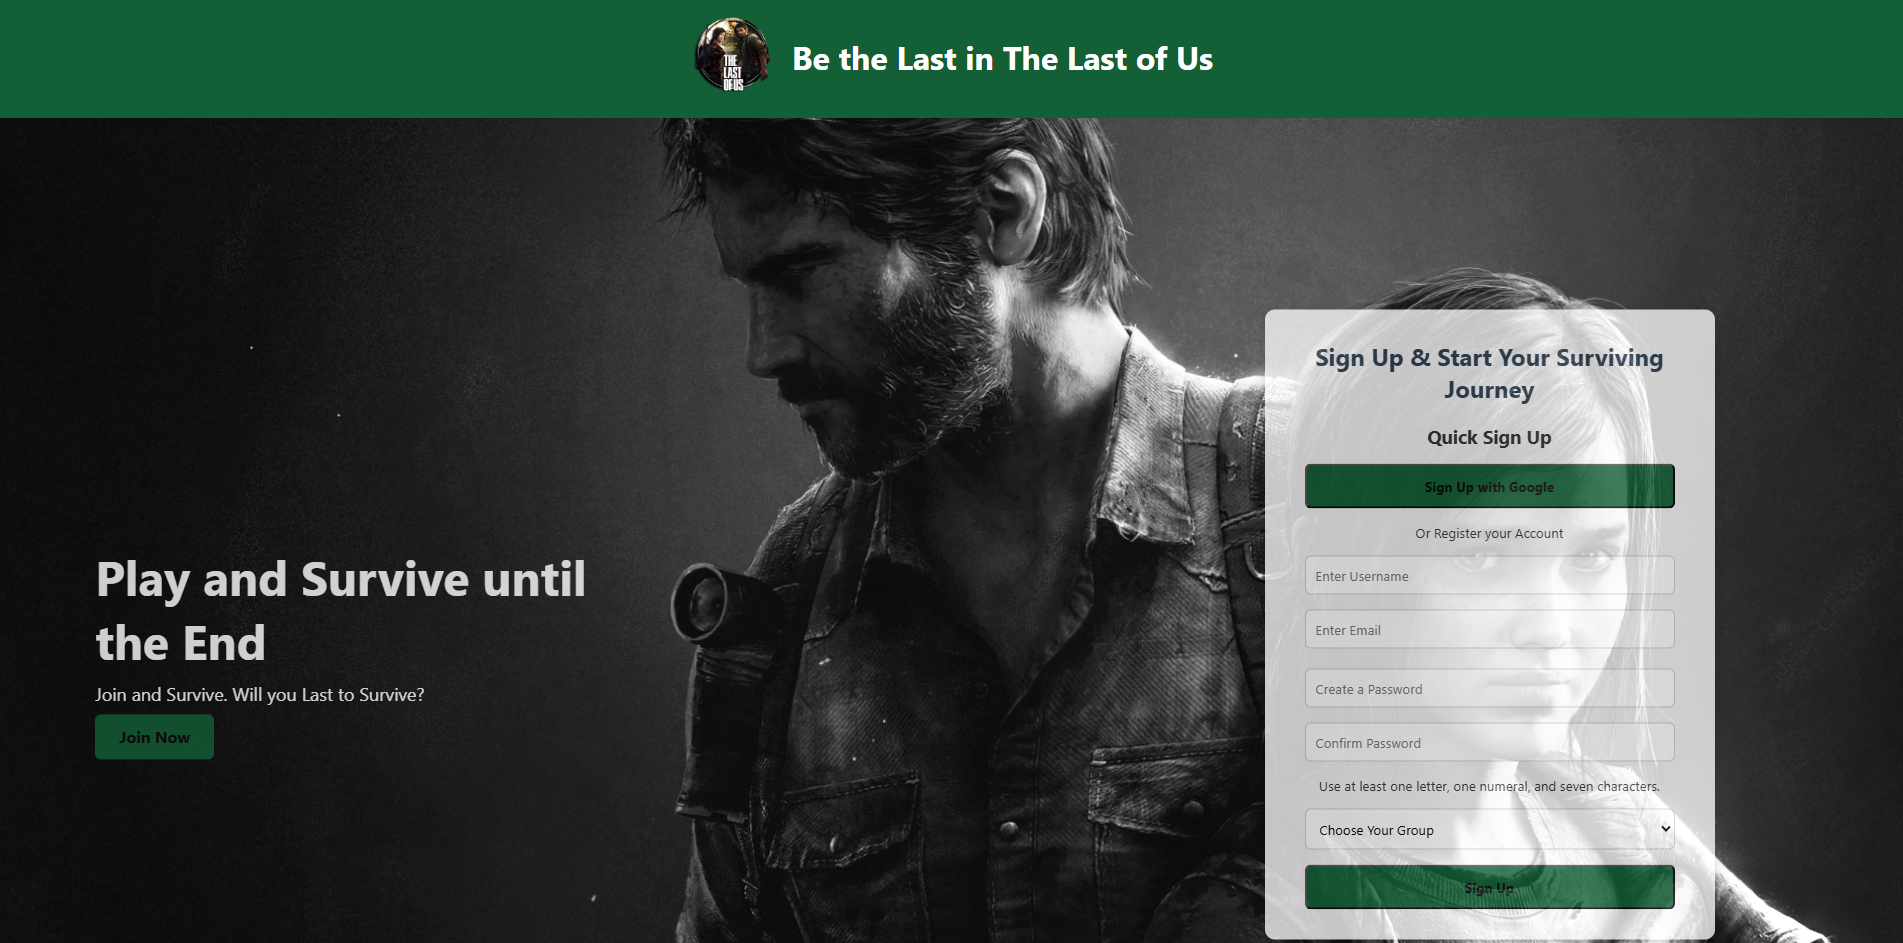 THE
LAST
OF US
Be the Last in The Last of Us
Play and Survive until
the End
Join and Survive. Will you Last to Survive?
Join Now
Sign Up & Start Your Surviving
Journey
Quick Sign Up
Sign Up with Google
Or Register your Account
Enter Username
Enter Email
Create a Password
Confirm Password
Use at least one letter, one numeral, and seven characters.
Choose Your Group
Sign Up